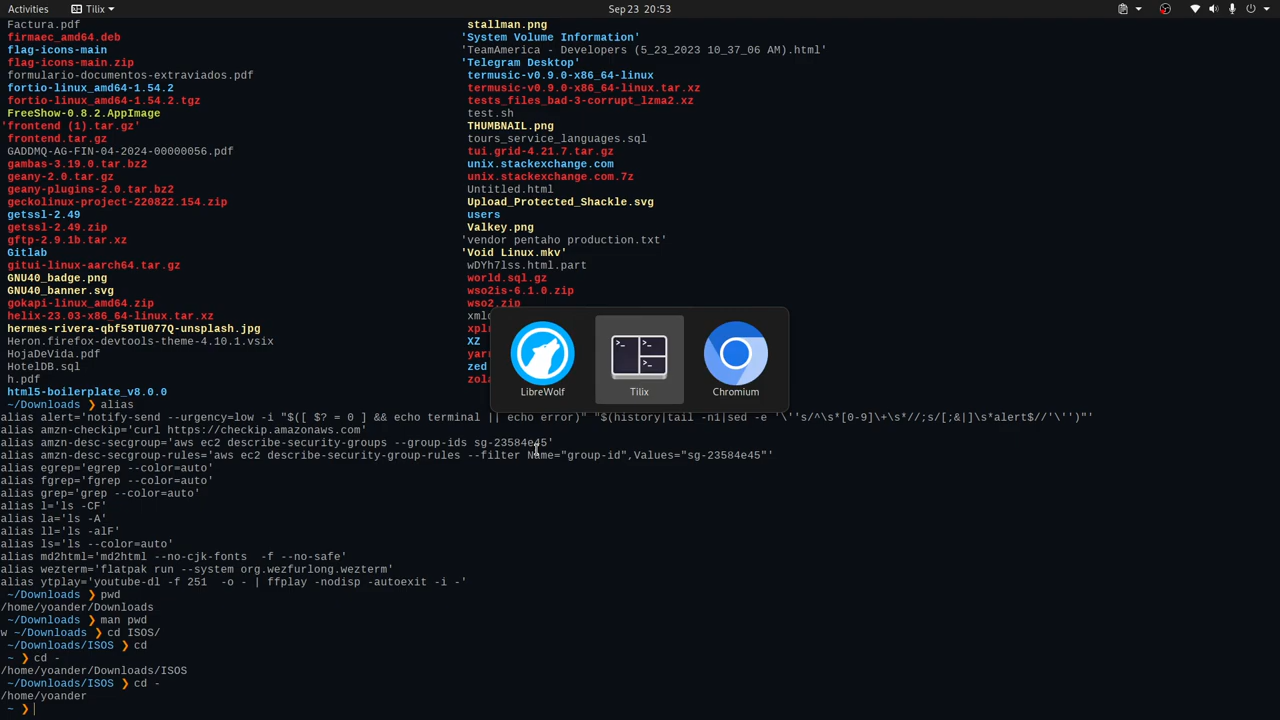 Activities
Tilix
Sep 23 20:53
Factura.pdf
firmaec_amd64.deb
flag-icons-main
flag-icons-main.zip
formulario-documentos-extraviados.pdf
fortio-linux_amd64-1.54.2
fortio-linux_amd64-1.54.2.tgz
FreeShow-0.8.2.AppImage
'frontend (1).tar.gz'
frontend.tar.gz
GADDMQ-AG-FIN-04-2024-00000056.pdf
gambas-3.19.0.tar.bz2
geany-2.0.tar.gz
geany-plugins-2.0.tar.bz2
geckolinux-project-220822.154.zip
getssl-2.49
getssl-2.49.zip
gftp-2.9.1b.tar.xz
Gitlab
gitui-linux-aarch64.tar.gz
GNU40_badge.png
GNU40_banner.svg
gokapi-linux_amd64.zip
helix-23.03-x86_64-linux.tar.xz
hermes-rivera-qbf59TU077Q-unsplash.jpg
Heron.firefox-devtools-theme-4.10.1.vsix
HojaDeVida.pdf
HotelDB.sql
h.pdf
html5-boilerplate_v8.0.0
stallman.png
'System Volume Information'
'TeamAmerica - Developers (5_23_2023 10_37_06 AM).html'
'Telegram Desktop'
termusic-v0.9.0-x86_64-linux
termusic-v0.9.0-x86_64-linux.tar.xz
tests_files_bad-3-corrupt_lzma2.xz
test.sh
THUMBNAIL.png
tours_service_languages.sql
tui.grid-4.21.7.tar.gz
unix.stackexchange.com
unix.stackexchange.com.7z
Untitled.html
Upload_Protected_Shackle.svg
users
Valkey.png
'vendor pentaho production.txt'
'Void Linux.mkv'
wDYh7lss.html.part
world.sql.gz
wso2is-6.1.0.zip
wso2.zip
XZ
zed
LibreWolf
Tilix
Chromium
~/Downloads ❯ alias
alias alert='notify-send --urgency=low -i "$([ $? = 0 ] && echo terminal || echo error)" "$(history|tail -n1|sed -e '\''s/^\s*[0-9]\+\s*//;s/[;&|]\s*alert$//'\'')"'
alias amzn-checkip='curl https://checkip.amazonaws.com'
alias amzn-desc-secgroup='aws ec2 describe-security-groups --group-ids sg-23584e45'
alias amzn-desc-secgroup-rules='aws ec2 describe-security-group-rules --filter Name="group-id",Values="sg-23584e45"'
alias egrep='egrep --color=auto'
alias fgrep='fgrep --color=auto'
alias grep='grep --color=auto'
alias l='ls -CF'
alias la='ls -A'
alias ll='ls -alF'
alias ls='ls --color=auto'
alias md2html='md2html --no-cjk-fonts  -f --no-safe'
alias wezterm='flatpak run --system org.wezfurlong.wezterm'
alias ytplay='youtube-dl -f 251  -o - | ffplay -nodisp -autoexit -i -'
~/Downloads ❯ pwd
/home/yoander/Downloads
~/Downloads ❯ man pwd
w ~/Downloads ❯ cd ISOS/
~/Downloads/ISOS ❯ cd
~ ❯ cd -
/home/yoander/Downloads/ISOS
~/Downloads/ISOS ❯ cd -
/home/yoander
~ ❯